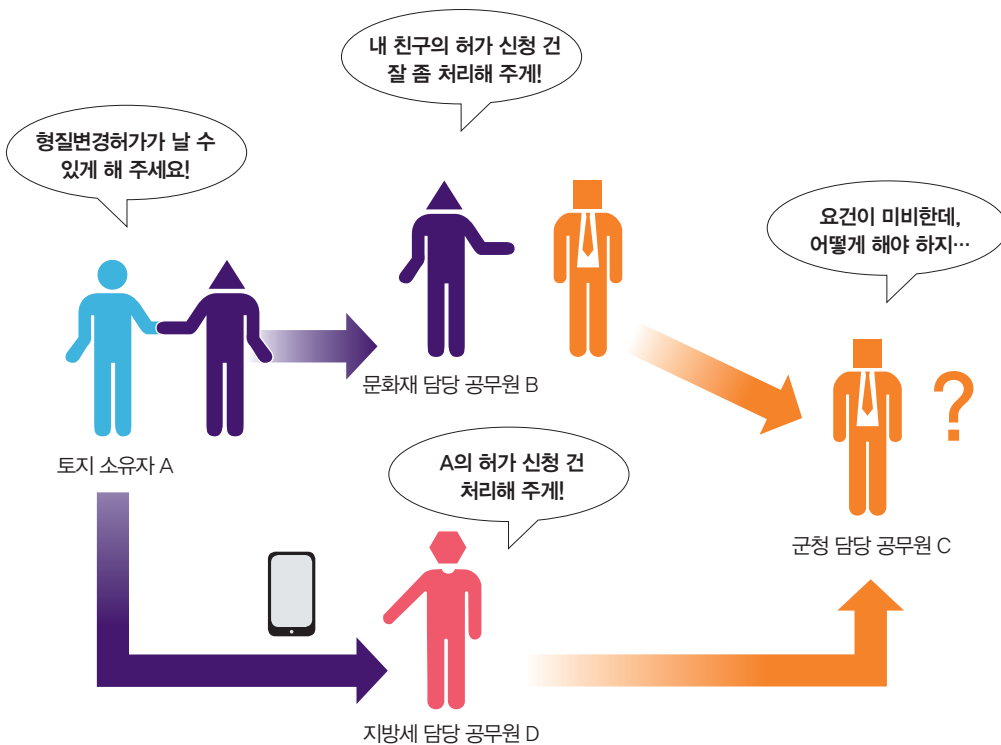 내 친구의 허가 신청 건
잘 좀 처리해 주게!
형질변경허가가 날 수
있게 해 주세요!
요건이 미비한데,
어떻게 해야 하지…
?
문화재 담당 공무원 B
토지 소유자 A
A의 허가 신청 건
처리해 주게!
군청 담당 공무원 C
지방세 담당 공무원 D